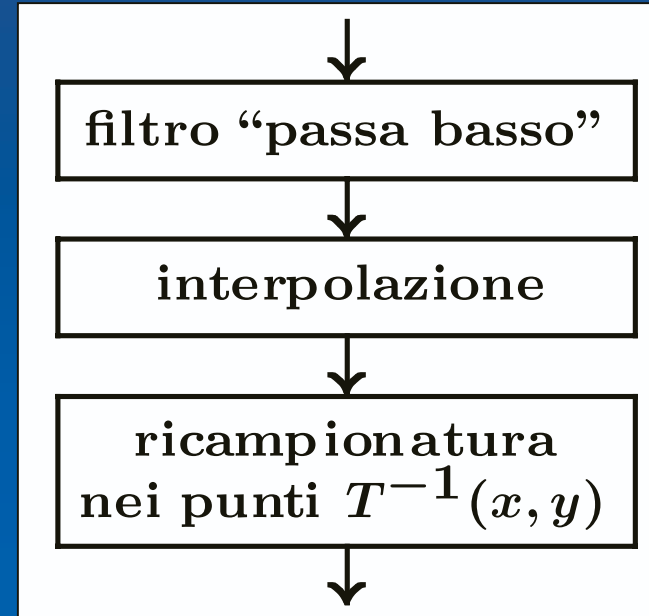 filtro “passa basso”
interpolazione
ricampionatura
nei punti T⁻¹(x, y)